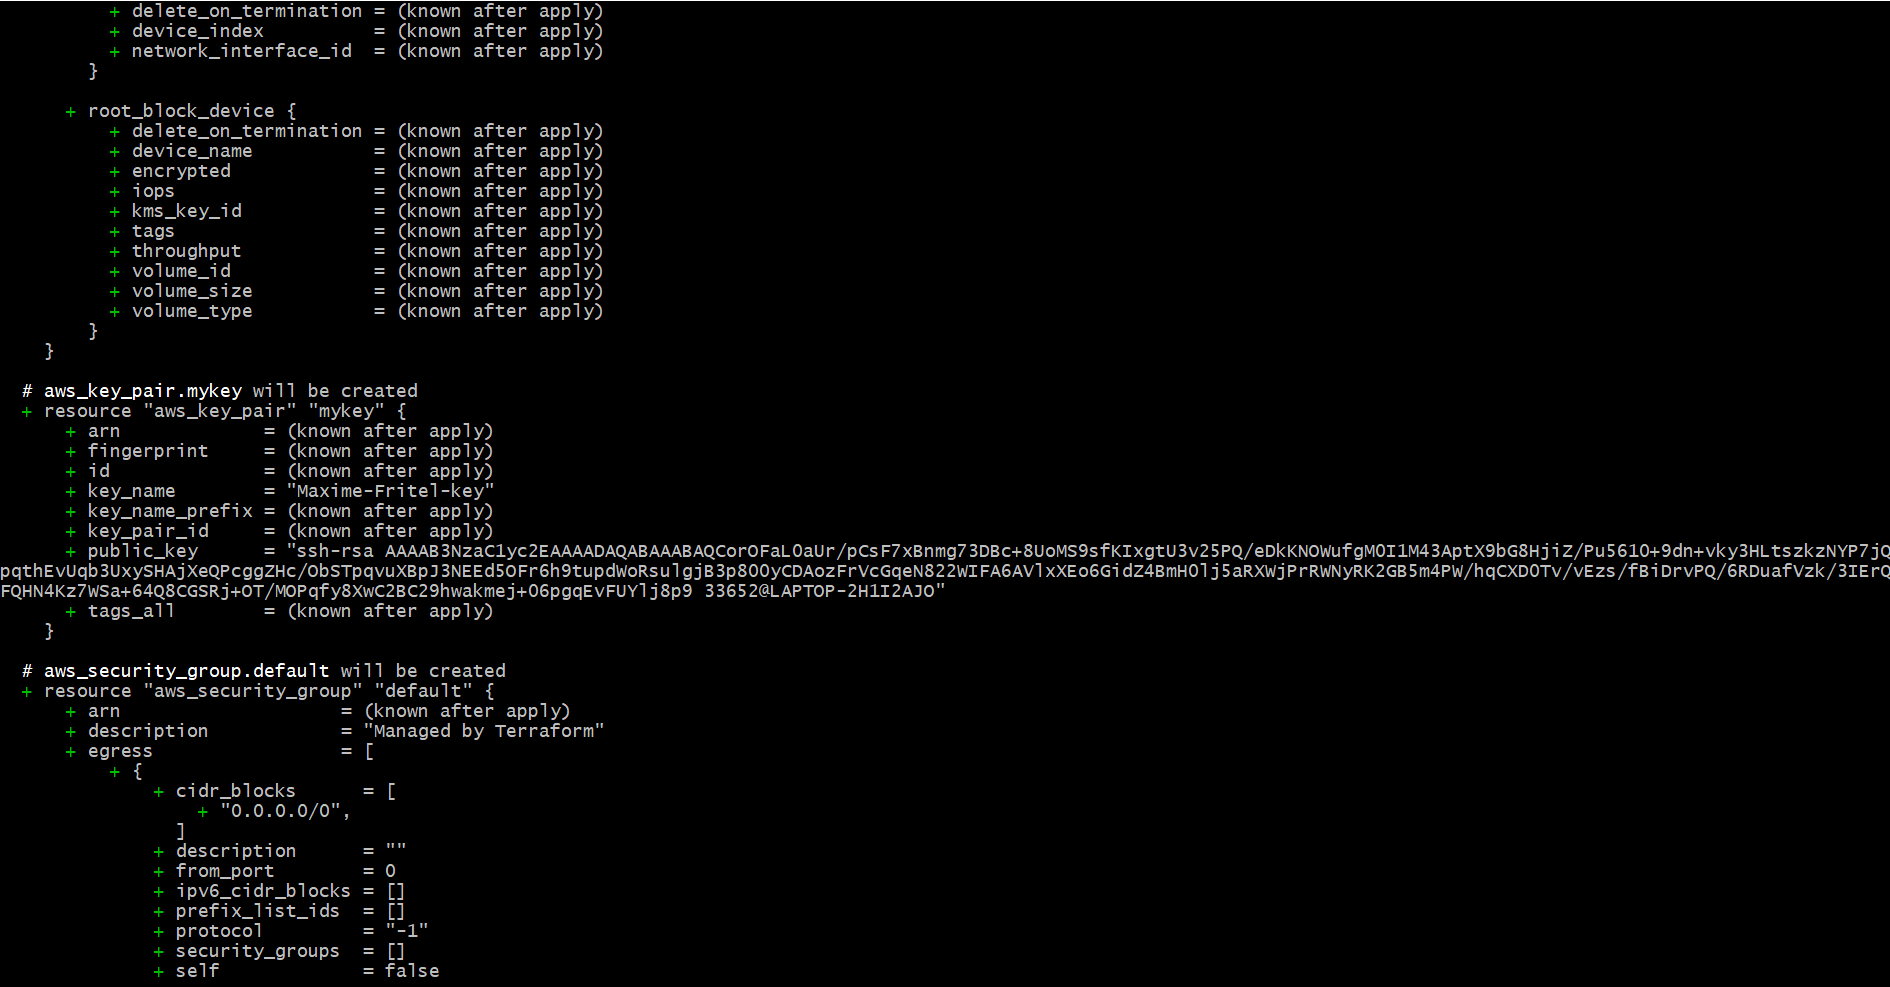 + delete_on_termination = (known after apply)
+ device_index          = (known after apply)
+ network_interface_id  = (known after apply)
}
+ root_block_device {
+ delete_on_termination = (known after apply)
+ device_name           = (known after apply)
+ encrypted             = (known after apply)
+ iops                  = (known after apply)
+ kms_key_id            = (known after apply)
+ tags                  = (known after apply)
+ throughput            = (known after apply)
+ volume_id             = (known after apply)
+ volume_size           = (known after apply)
+ volume_type           = (known after apply)
}
}
# aws_key_pair.mykey will be created
+ resource "aws_key_pair" "mykey" {
+ arn             = (known after apply)
+ fingerprint     = (known after apply)
+ id              = (known after apply)
+ key_name        = "Maxime-Fritel-key"
+ key_name_prefix = (known after apply)
+ key_pair_id     = (known after apply)
+ public_key      = "ssh-rsa AAAAB3NzaC1yc2EAAAADAQABAAABAQCorOFaL0aUr/pCsF7xBnmg73DBc+8UoMS9sfKIxgtU3v25PQ/eDkKNOWufgM0I1M43AptX9bG8HjiZ/Pu561O+9dn+vky3HLtszkzNYP7jQ
pqthEvUqb3UxySHAjXeQPcggZHc/ObSTpqvuXBpJ3NEEd5OFr6h9tupdWoRsulgjB3p8OOyCDAozFrVcGqeN822WIFA6AVlxXEo6GidZ4BmHOlj5aRXWjPrRWNyRK2GB5m4PW/hqCXD0Tv/vEzs/fBiDrvPQ/6RDuafVzk/3IErQ
FQHN4Kz7WSa+64Q8CGSRj+OT/MOPqfy8XwC2BC29hwakmej+O6pgqEvFUYlj8p9 33652@LAPTOP-2H1I2AJO"
+ tags_all        = (known after apply)
}
# aws_security_group.default will be created
+ resource "aws_security_group" "default" {
+ arn                    = (known after apply)
+ description            = "Managed by Terraform"
+ egress                 = [
+ {
+ cidr_blocks      = [
+ "0.0.0.0/0",
]
+ description      = ""
+ from_port        = 0
+ ipv6_cidr_blocks = []
+ prefix_list_ids  = []
+ protocol         = "-1"
+ security_groups  = []
+ self             = false